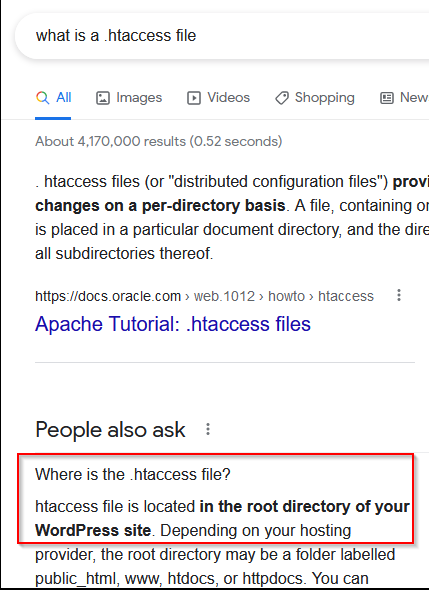 what is a .htaccess file
All Images Videos Shopping New
About 4,170,000 results (0.52 seconds)
. htaccess files (or "distributed configuration files") provi
changes on a per-directory basis. A file, containing on
is placed in a particular document directory, and the dire
all subdirectories thereof.
https://docs.oracle.com › web.1012 › howto › htaccess
Apache Tutorial: .htaccess files
People also ask
Where is the .htaccess file?
htaccess file is located in the root directory of your
WordPress site. Depending on your hosting
provider, the root directory may be a folder labelled
public_html, www, htdocs, or httpdocs. You can